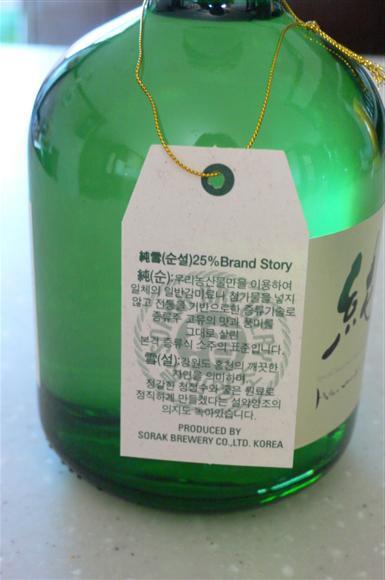 純雪(순설)25%Brand Story
純(순):우리농산물만을 이용하여
일체의 일반감미료나 첨가물을 넣지
않고 전통을 기반으로한 증류기술로
증류주 고유의 맛과 풍미를
그대로 살린
본격 증류식 소주의 표준입니다.
雪(설):강원도 홍천의 깨끗한
자연을 의미하며,
정갈한 청정수와 좋은 원료로
정직하게 만들겠다는 설악양조의
의지도 녹아있습니다.
PRODUCED BY
SORAK BREWERY CO.,LTD. KOREA